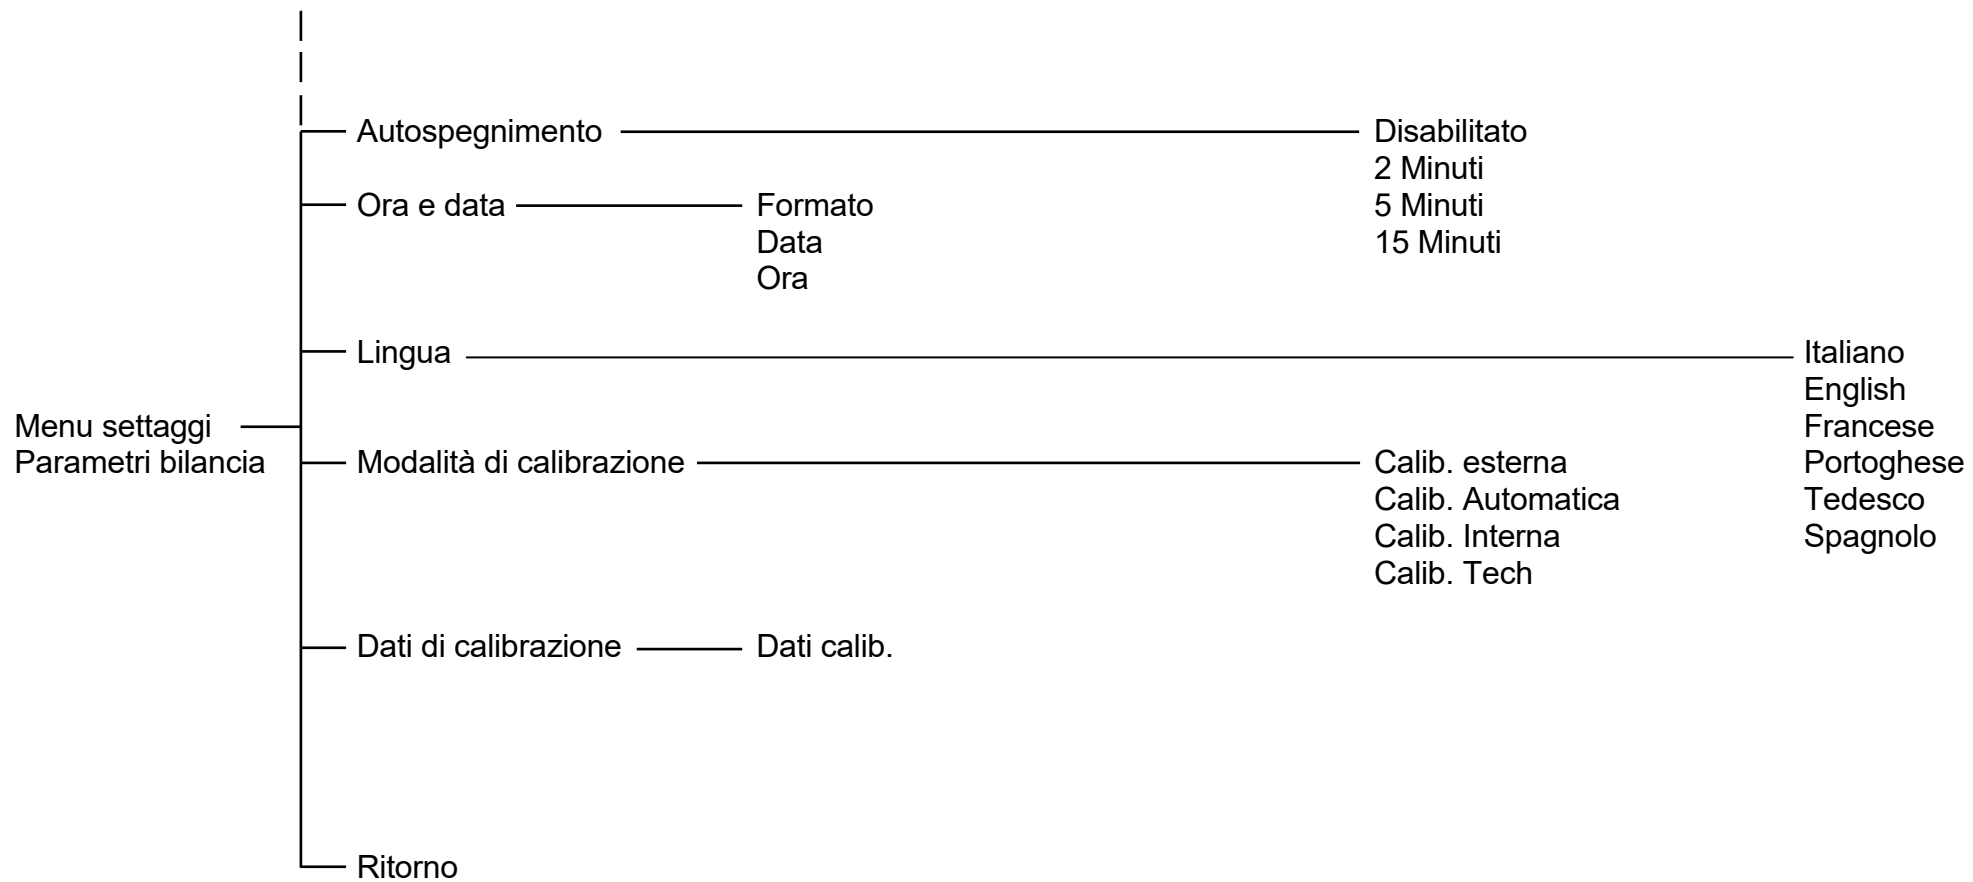 Autospegnimento
Disabilitato
2 Minuti
5 Minuti
15 Minuti
Ora e data
Formato
Data
Ora
Lingua
Italiano
English
Francese
Portoghese
Tedesco
Spagnolo
Menu settaggi
Parametri bilancia
Modalità di calibrazione
Calib. esterna
Calib. Automatica
Calib. Interna
Calib. Tech
Dati di calibrazione
Dati calib.
Ritorno